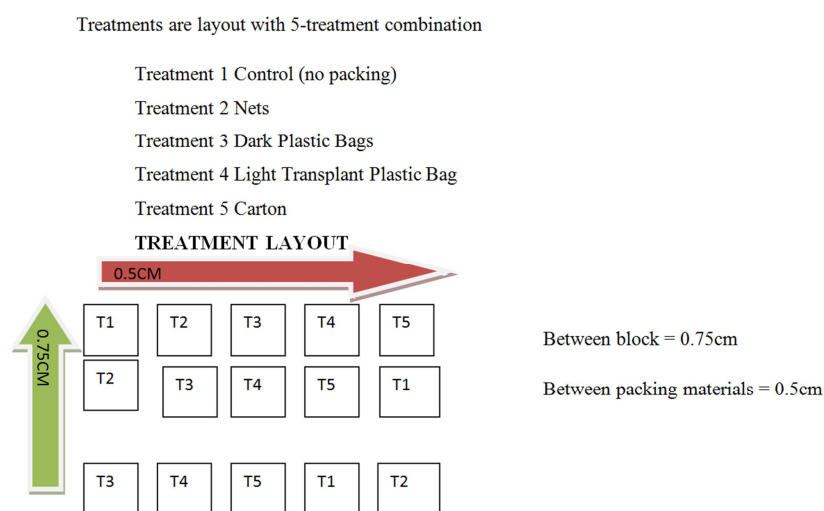 Treatments are layout with 5-treatment combination
Treatment 1 Control (no packing)
Treatment 2 Nets
Treatment 3 Dark Plastic Bags
Treatment 4 Light Transplant Plastic Bag
Treatment 5 Carton
TREATMENT LAYOUT
0.5CM
0.75CM
T1 T2 T3 T4 T5
Between block = 0.75cm
T2 T3 T4 T5 T1
Between packing materials = 0.5cm
T3 T4 T5 T1 T2